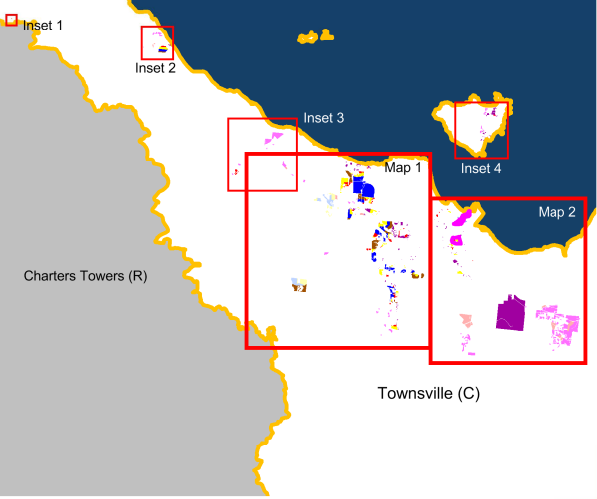 Inset 1
Inset 2
Inset 3
Map 1
Inset 4
Map 2
Charters Towers (R)
Townsville (C)